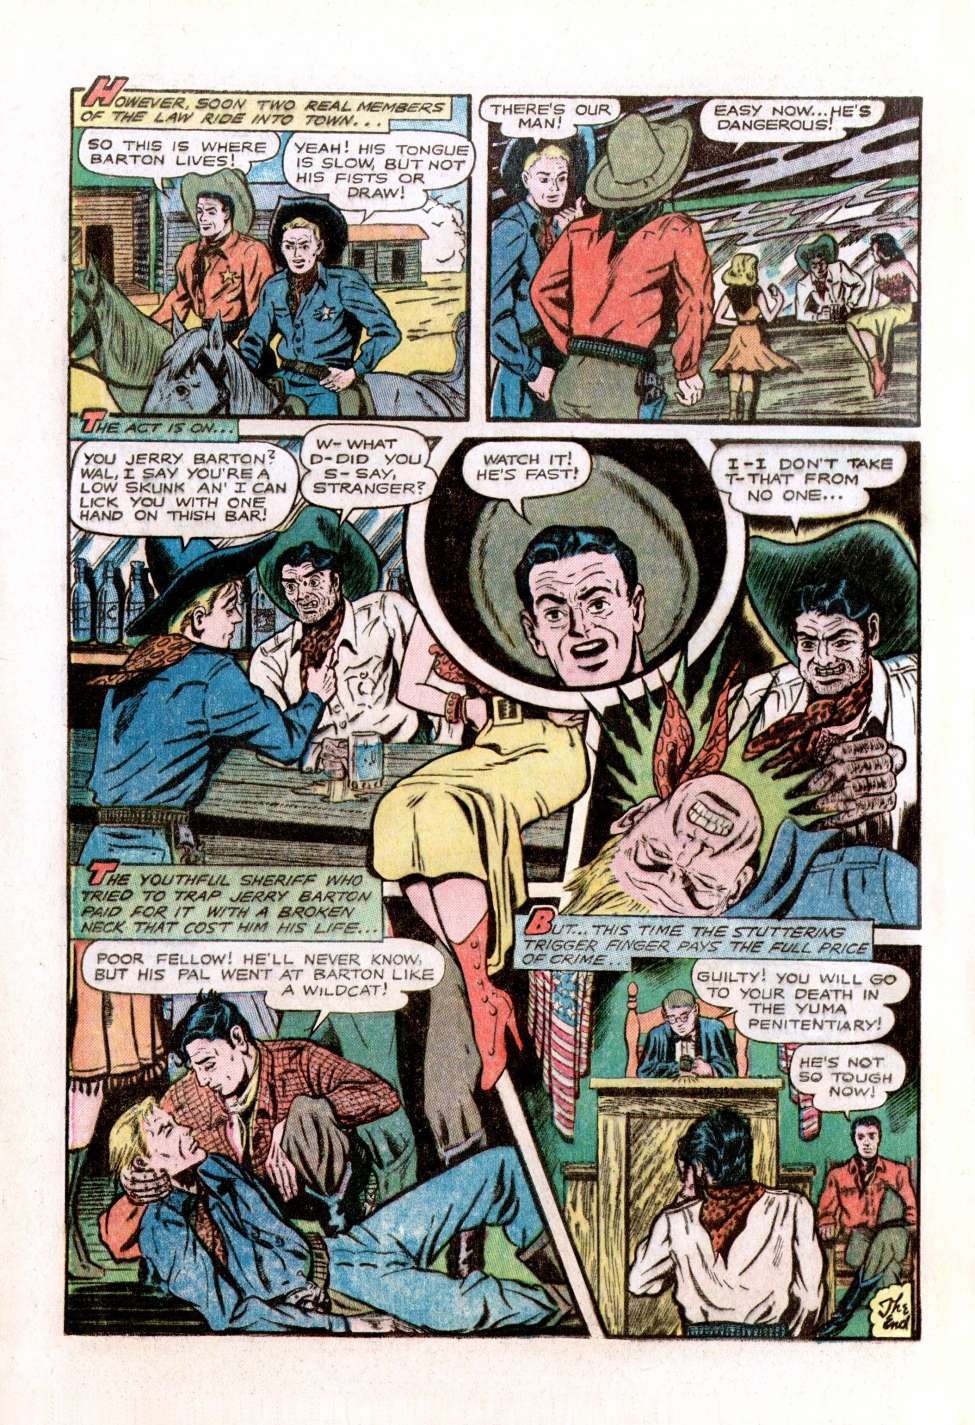 HOWEVER, SOON TWO REAL MEMBERS
OF THE LAW RIDE INTO TOWN...
SO THIS IS WHERE
BARTON LIVES!
YEAH! HIS TONGUE
IS SLOW, BUT NOT
HIS FISTS OR
DRAW!
THERE'S OUR
MAN!
EASY NOW...HE'S
DANGEROUS!
THE ACT IS ON...
YOU JERRY BARTON?
WAL, I SAY YOU'RE A
LOW SKUNK AN' I CAN
LICK YOU WITH ONE
HAND ON THISH BAR!
W-WHAT
D-DID YOU
S-SAY,
STRANGER?
WATCH IT!
HE'S FAST!
I-I DON'T TAKE
T-THAT FROM
NO ONE...
THE YOUTHFUL SHERIFF WHO
TRIED TO TRAP JERRY BARTON
PAID FOR IT WITH A BROKEN
NECK THAT COST HIM HIS LIFE...
POOR FELLOW! HE'LL NEVER KNOW,
BUT HIS PAL WENT AT BARTON LIKE
A WILDCAT!
BUT... THIS TIME THE STUTTERING
TRIGGER FINGER PAYS THE FULL PRICE
OF CRIME...
GUILTY! YOU WILL GO
TO YOUR DEATH IN
THE YUMA
PENITENTIARY!
HE'S NOT
SO TOUGH
NOW!
The
End